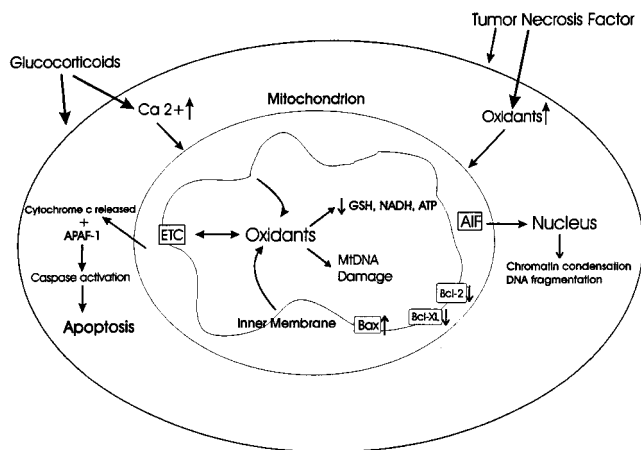 Tumor Necrosis Factor
Glucocorticoids
Ca 2+↑
Mitochondrion
Oxidants↑
Cytochrome c released
+
APAF-1
Caspase activation
Apoptosis
ETC
Oxidants
↓ GSH, NADH, ATP
MtDNA
Damage
Inner Membrane
Bax↑
Bcl-XL↓
Bcl-2↓
AIF
Nucleus
Chromatin condensation
DNA fragmentation